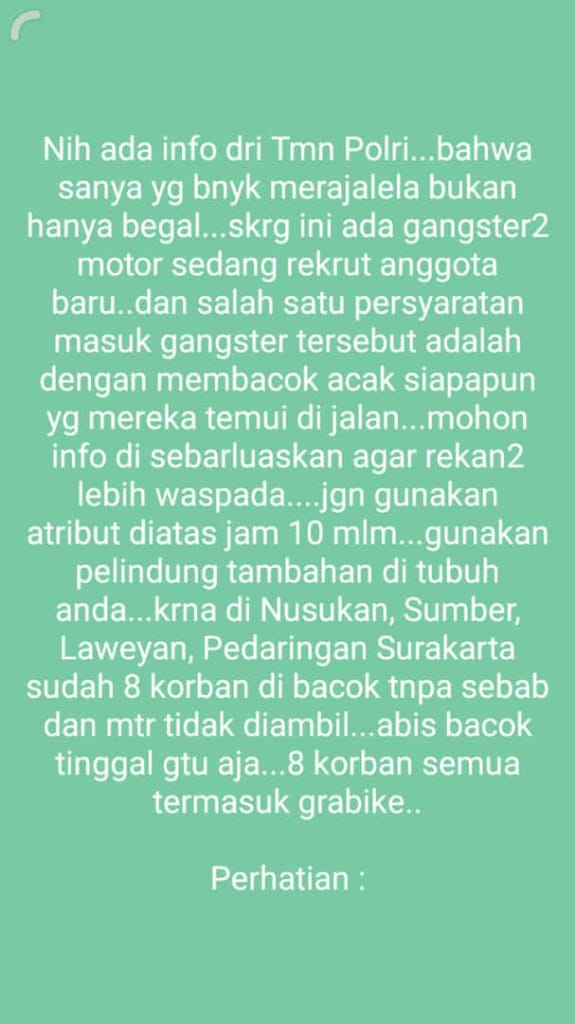 Nih ada info dri Tmn Polri...bahwa
sanya yg bnyk merajalela bukan
hanya begal...skrg ini ada gangster2
motor sedang rekrut anggota
baru..dan salah satu persyaratan
masuk gangster tersebut adalah
dengan membacok acak siapapun
yg mereka temui di jalan...mohon
info di sebarluaskan agar rekan2
lebih waspada....jgn gunakan
atribut diatas jam 10 mlm...gunakan
pelindung tambahan di tubuh
anda...krna di Nusukan, Sumber,
Laweyan, Pedaringan Surakarta
sudah 8 korban di bacok tnpa sebab
dan mtr tidak diambil...abis bacok
tinggal gtu aja...8 korban semua
termasuk grabike..
Perhatian :